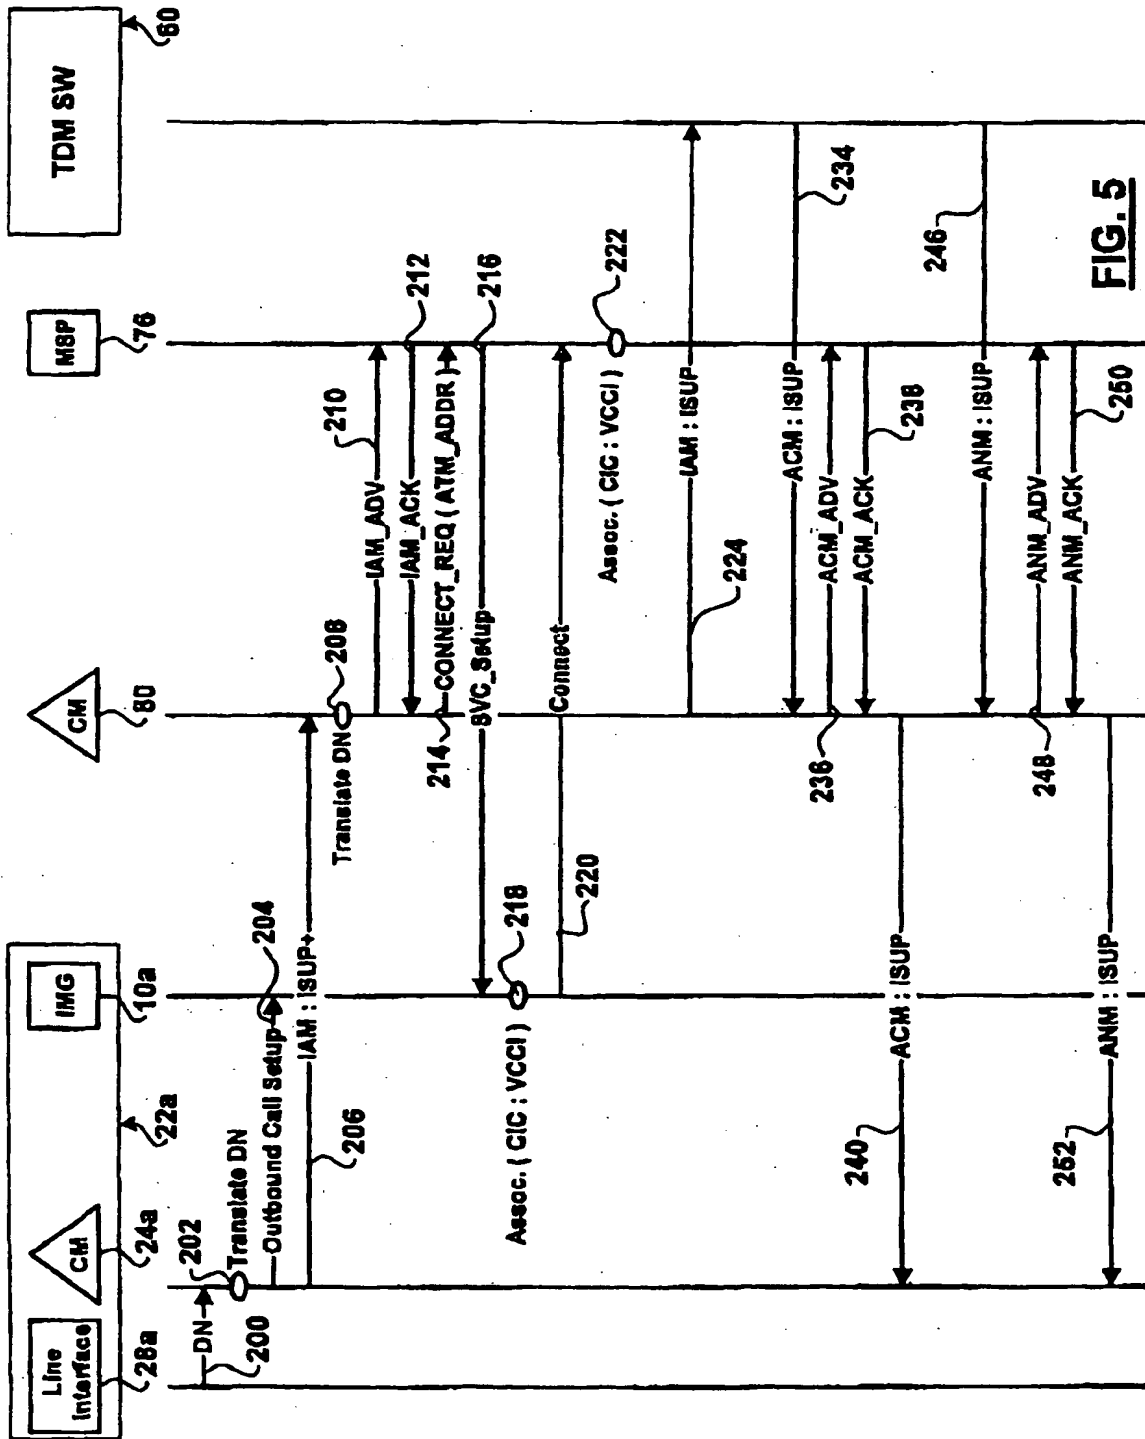 Line
Interface
28a
CM
24a
22a
IMG
10a
CM
80
MSP
76
TDM SW
60
DN
200
202
Translate DN
Outbound Call Setup
204
IAM : ISUP+
206
Translate DN
208
IAM_ADV
210
IAM_ACK
212
214
CONNECT_REQ ( ATM_ADDR )
SVC_Setup
216
Assoc. ( CIC : VCCI )
218
Connect
220
Assoc. ( CIC : VCCI )
222
IAM : ISUP
224
ACM : ISUP
234
ACM_ADV
236
ACM_ACK
238
ACM : ISUP
240
ANM : ISUP
246
ANM_ADV
248
ANM_ACK
250
ANM : ISUP
252
FIG. 5